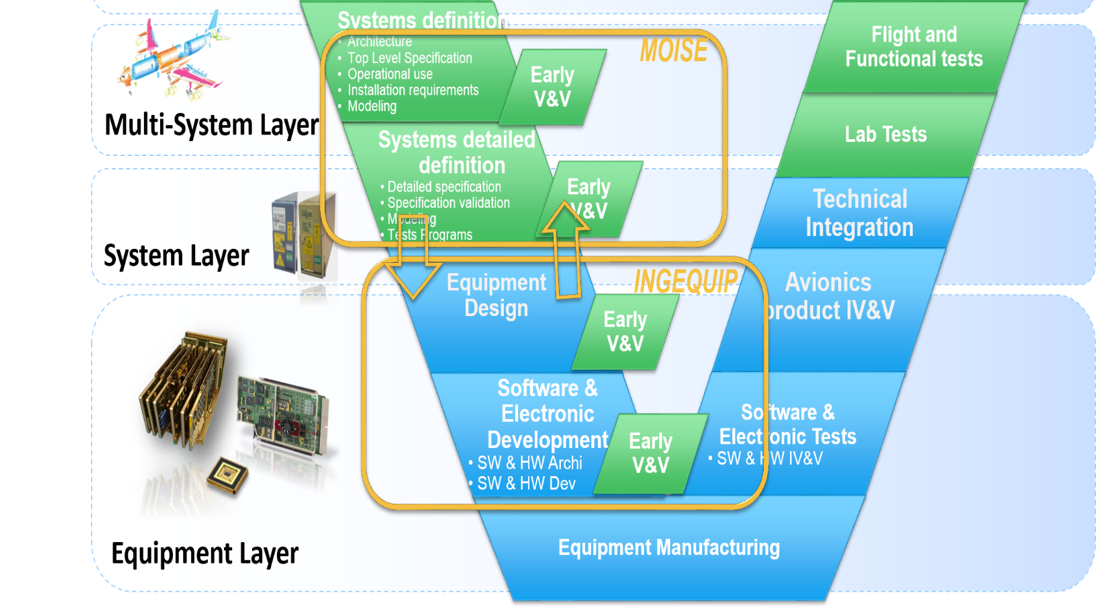 Systems definition
• Architecture
• Top Level Specification
• Operational use
• Installation requirements
• Modeling
Early
V&V
MOISE
Multi-System Layer
Systems detailed
definition
• Detailed specification
• Specification validation
• Modeling
• Tests Programs
Early
V&V
System Layer
INGEQUIP
Equipment
Design
Early
V&V
Software &
Electronic
Development
• SW & HW Archi
• SW & HW Dev
Early
V&V
Equipment Layer
Equipment Manufacturing
Flight and
Functional tests
Lab Tests
Technical
Integration
Avionics
product IV&V
Software &
Electronic Tests
• SW & HW IV&V